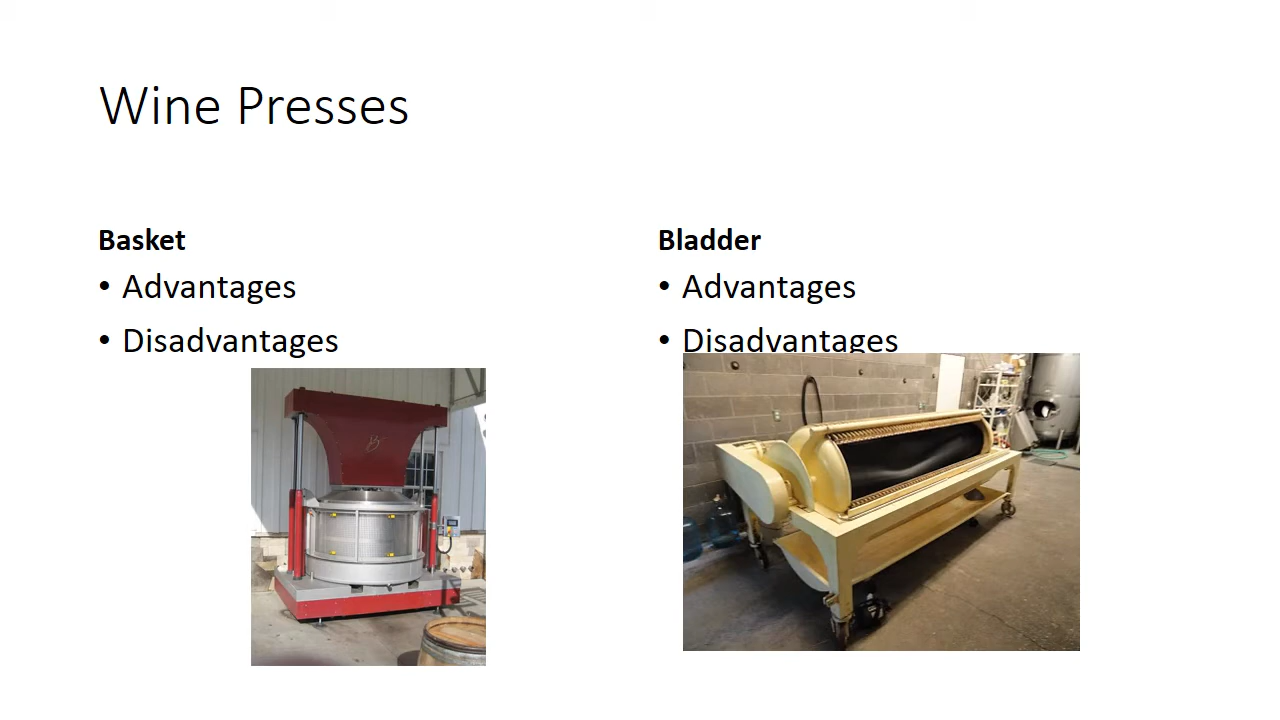 Wine Presses
Basket
• Advantages
• Disadvantages
Bladder
• Advantages
• Disadvantages